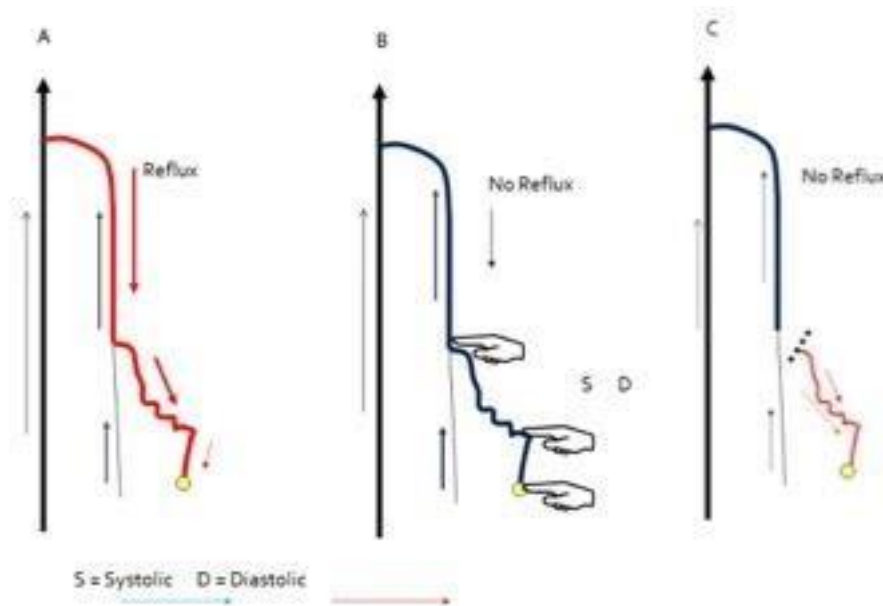 A
B
C
Reflux
No Reflux
No Reflux
S D
S = Systolic D = Diastolic